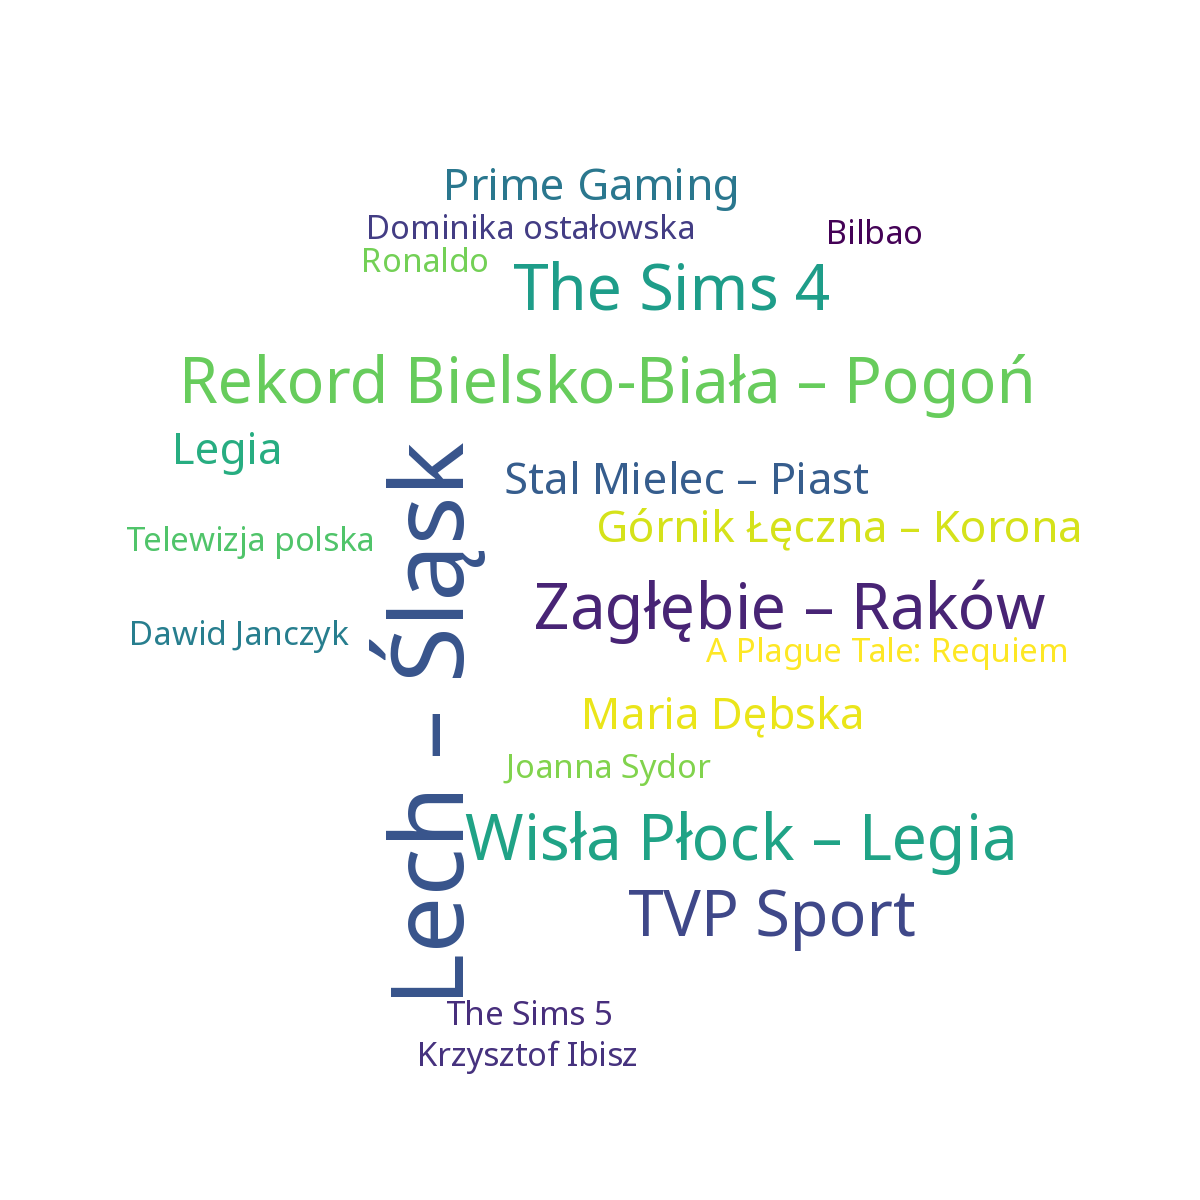 Prime Gaming
Dominika ostałowska
Bilbao
Ronaldo
The Sims 4
Rekord Bielsko-Biała – Pogoń
Legia
Lech – Śląsk
Stal Mielec – Piast
Górnik Łęczna – Korona
Telewizja polska
Zagłębie – Raków
Dawid Janczyk
A Plague Tale: Requiem
Maria Dębska
Joanna Sydor
Wisła Płock – Legia
TVP Sport
The Sims 5
Krzysztof Ibisz